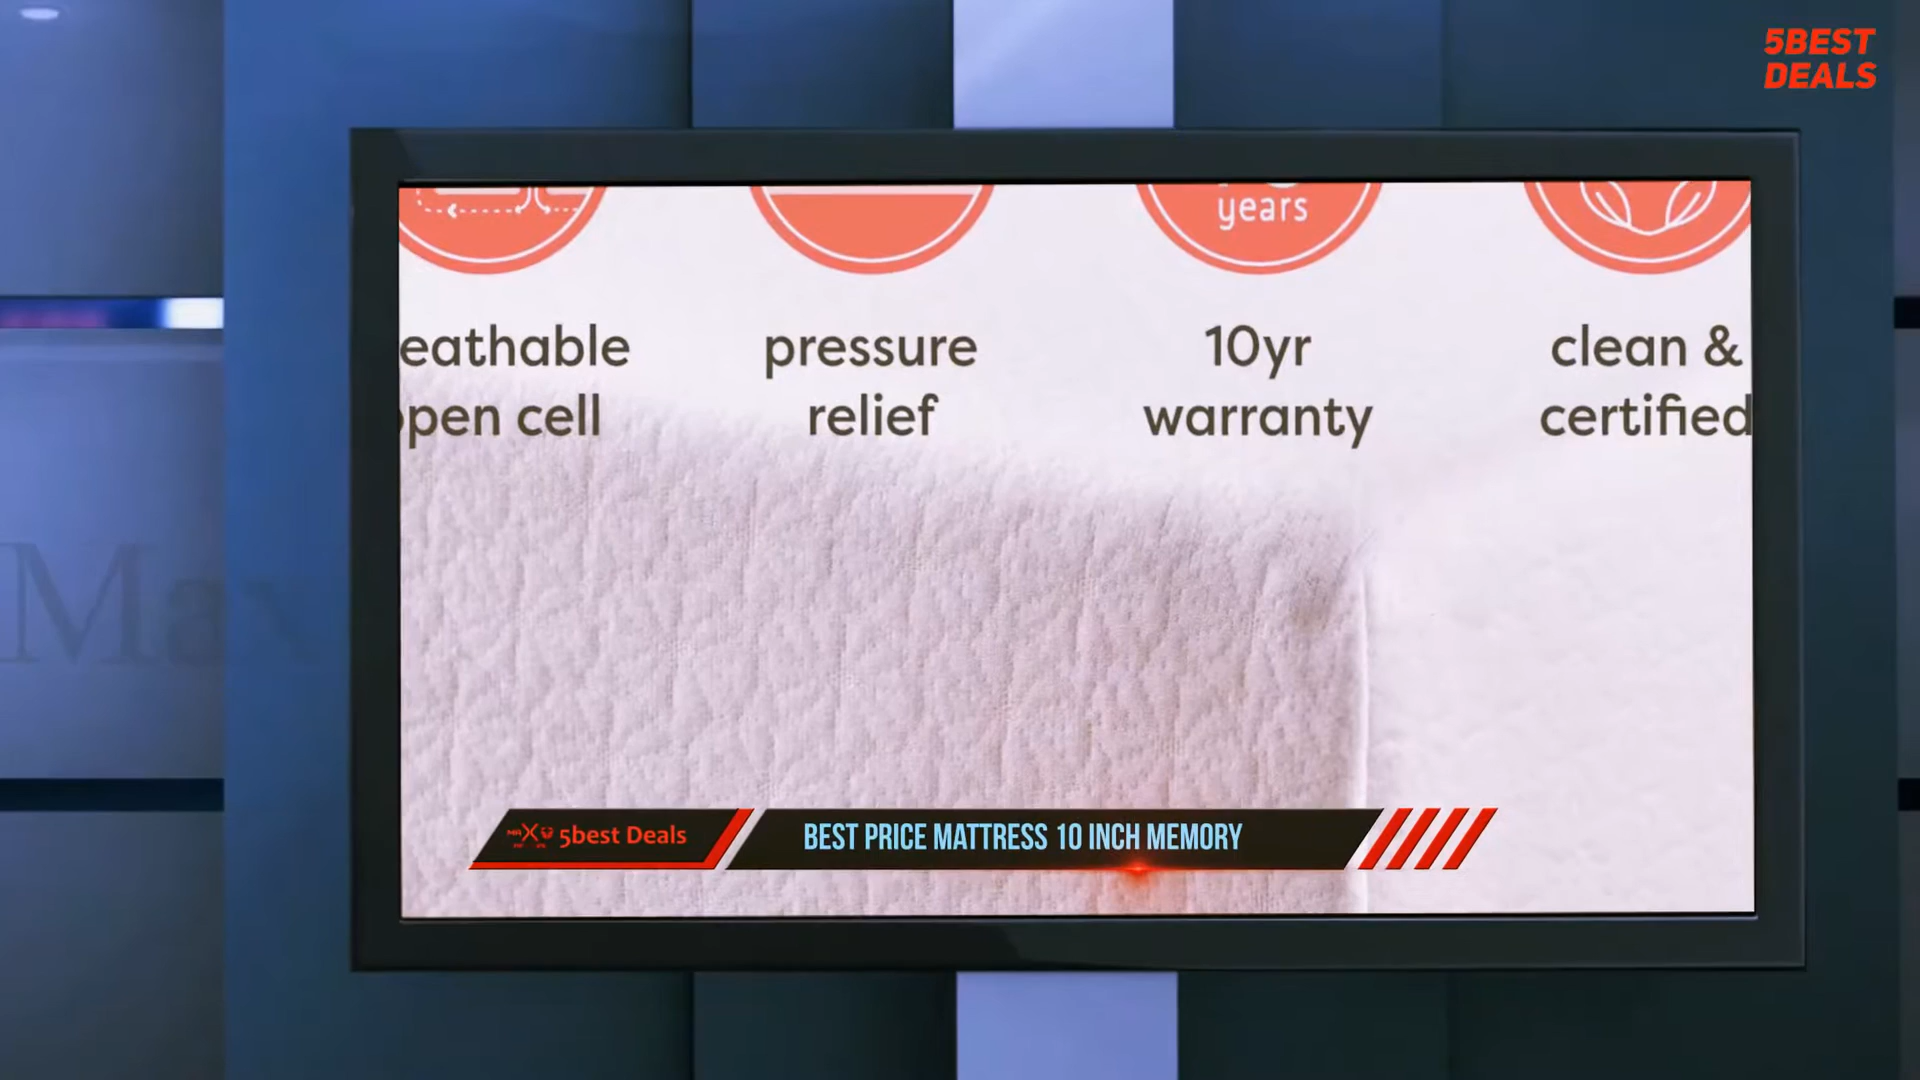 5BEST
DEALS
years
eathable
pen cell
pressure
relief
10yr
warranty
clean &
certified
Max
5best Deals
BEST PRICE MATTRESS 10 INCH MEMORY